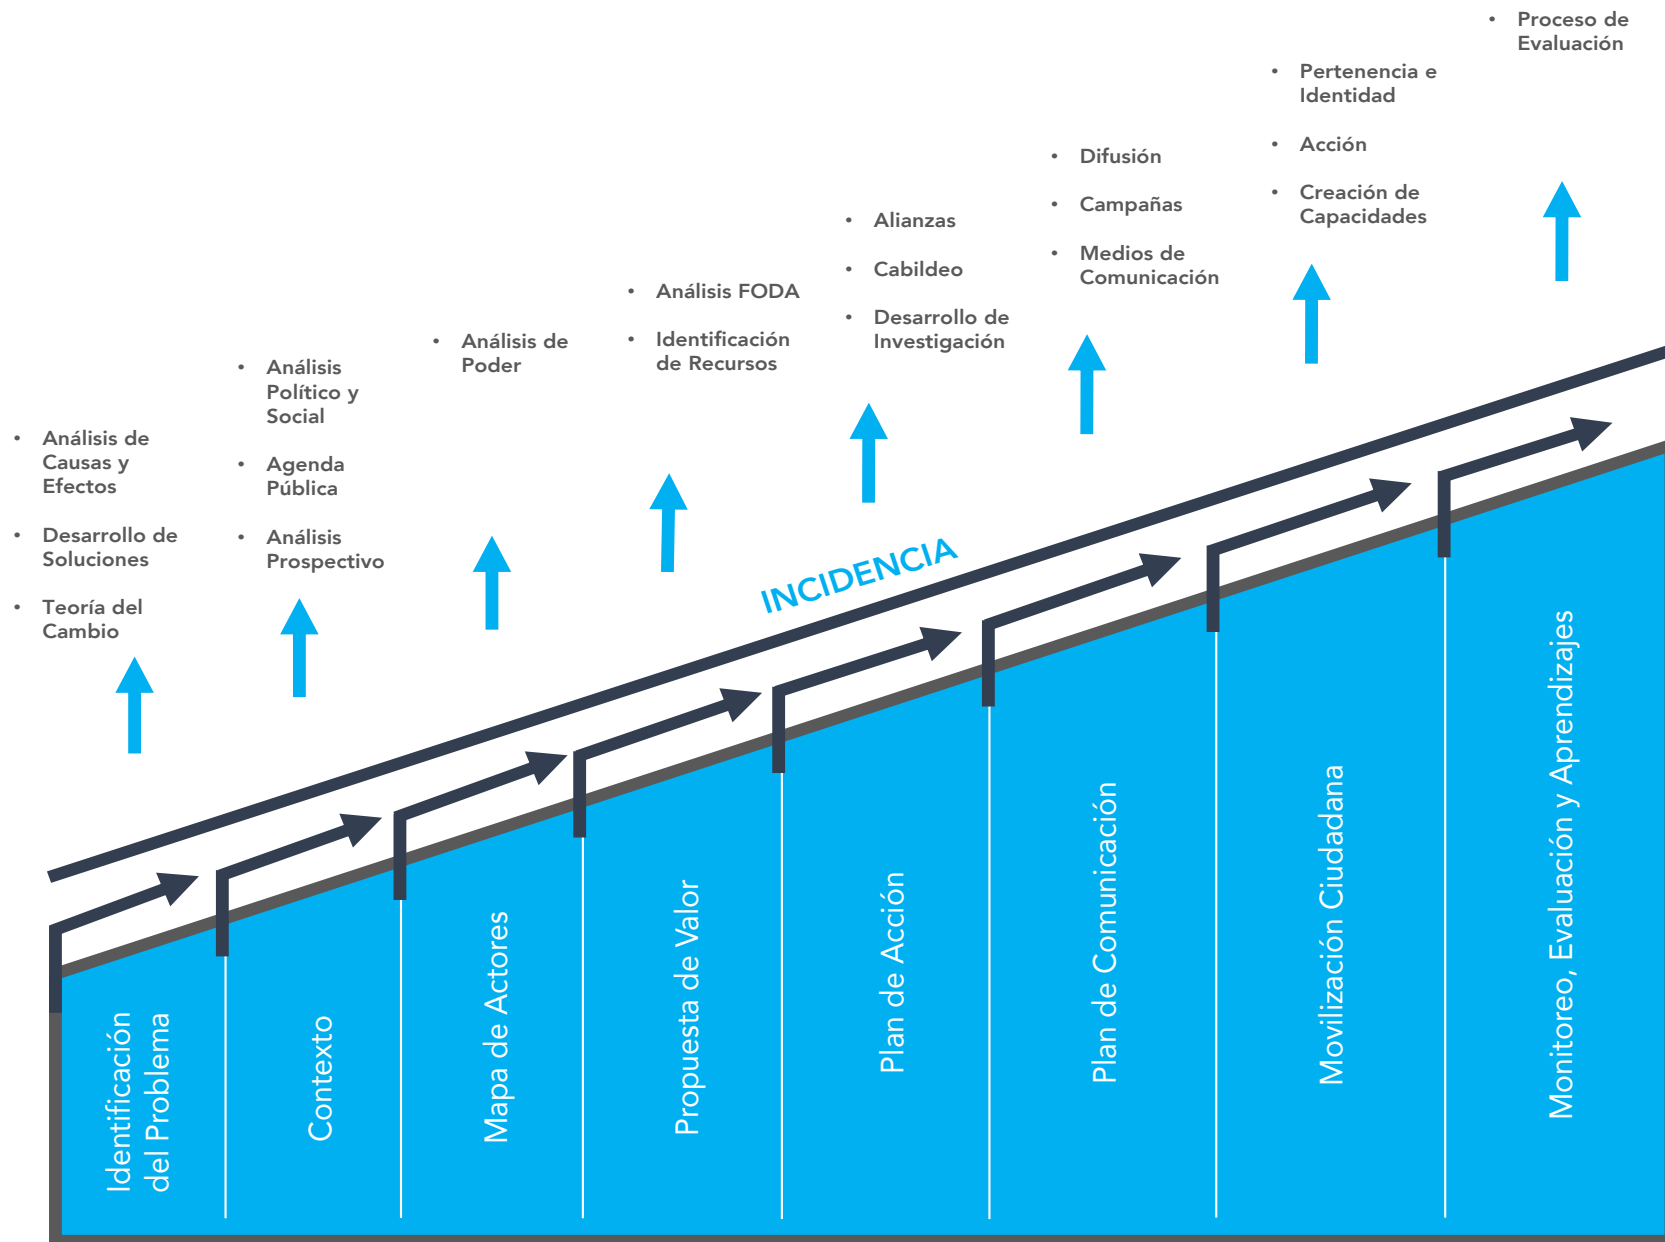 • Análisis de
Causas y
Efectos
• Desarrollo de
Soluciones
• Teoría del
Cambio
• Análisis
Político y
Social
• Agenda
Pública
• Análisis
Prospectivo
• Análisis de
Poder
• Análisis FODA
• Identificación
de Recursos
• Alianzas
• Cabildeo
• Desarrollo de
Investigación
• Difusión
• Campañas
• Medios de
Comunicación
• Pertenencia e
Identidad
• Acción
• Creación de
Capacidades
• Proceso de
Evaluación
INCIDENCIA
Identificación
del Problema
Contexto
Mapa de Actores
Propuesta de Valor
Plan de Acción
Plan de Comunicación
Movilización Ciudadana
Monitoreo, Evaluación y Aprendizajes